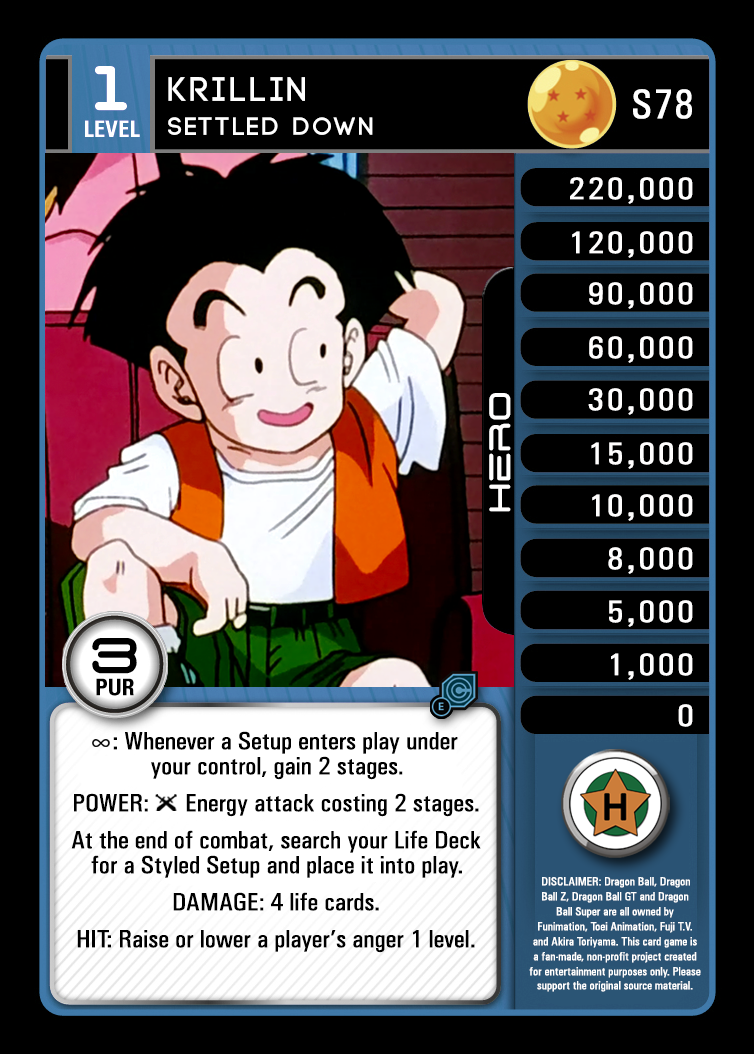 1
LEVEL
KRILLIN
SETTLED DOWN
S78
220,000
120,000
90,000
60,000
30,000
15,000
10,000
8,000
5,000
1,000
0
HERO
3
PUR
E
∞: Whenever a Setup enters play under
your control, gain 2 stages.
POWER: Energy attack costing 2 stages.
At the end of combat, search your Life Deck
for a Styled Setup and place it into play.
DAMAGE: 4 life cards.
HIT: Raise or lower a player's anger 1 level.
H
DISCLAIMER: Dragon Ball, Dragon
Ball Z, Dragon Ball GT and Dragon
Ball Super are all owned by
Funimation, Toei Animation, Fuji T.V.
and Akira Toriyama. This card game is
a fan-made, non-profit project created
for entertainment purposes only. Please
support the original source material.